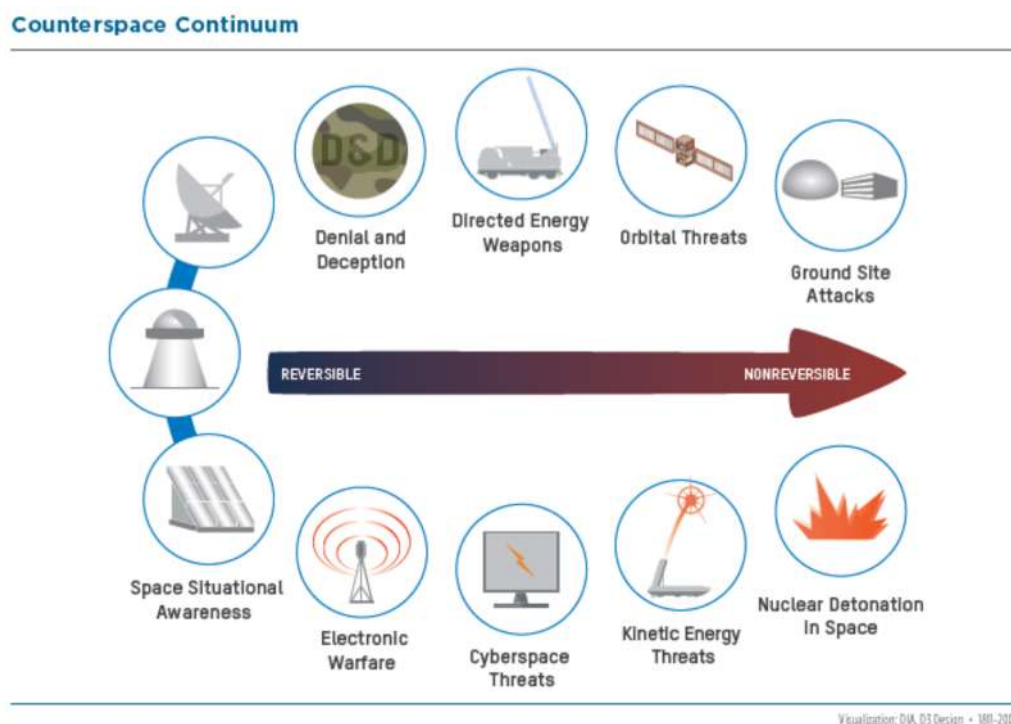 Counterspace Continuum
D&D
Denial and
Deception
Directed Energy
Weapons
Orbital Threats
Ground Site
Attacks
REVERSIBLE
NONREVERSIBLE
Space Situational
Awareness
Electronic
Warfare
Cyberspace
Threats
Kinetic Energy
Threats
Nuclear Detonation
in Space
Visualization: DIA, D3 Design •